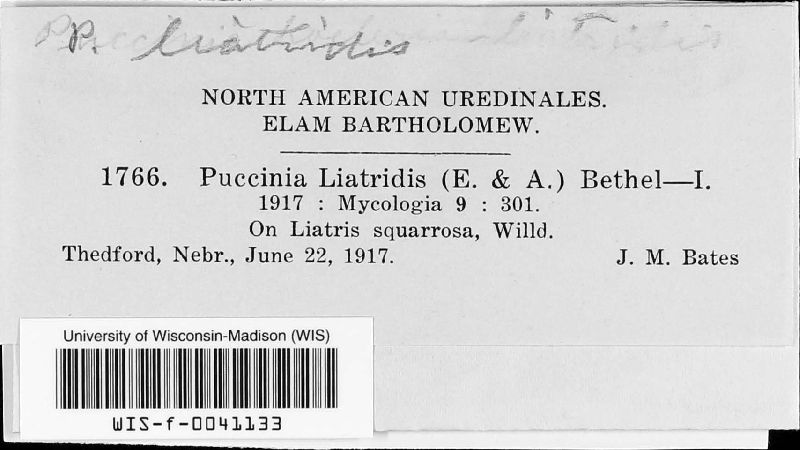 P. liatridis
NORTH AMERICAN UREDINALES.
ELAM BARTHOLOMEW.
1766. Puccinia Liatridis (E. & A.) Bethel—I.
1917 : Mycologia 9 : 301.
On Liatris squarrosa, Willd.
Thedford, Nebr., June 22, 1917. J. M. Bates
University of Wisconsin-Madison (WIS)
WIS-f-0041133